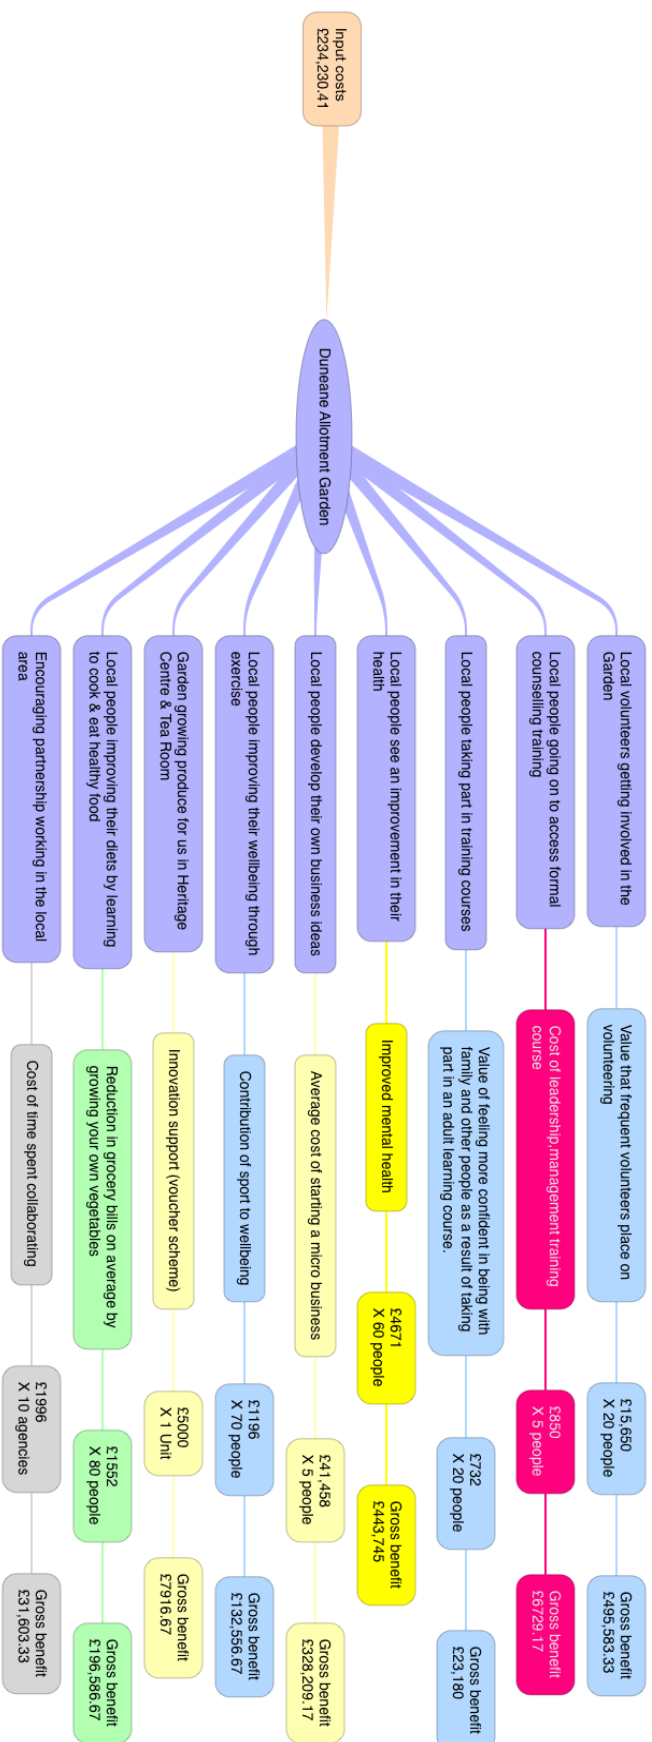 Input costs
£234,230.41
Duneane Allotment Garden
Local volunteers getting involved in the
Garden
Value that frequent volunteers place on
volunteering
£15,650
X 20 people
Gross benefit
£495,583.33
Local people going on to access formal
counselling training
Cost of leadership,management training
course
£850
X 5 people
Gross benefit
£6729.17
Local people taking part in training courses
Value of feeling more confident in being with
family and other people as a result of taking
part in an adult learning course.
£732
X 20 people
Gross benefit
£23,180
Local people see an improvement in their
health
Improved mental health
£4671
X 60 people
Gross benefit
£443,745
Local people develop their own business ideas
Average cost of starting a micro business
£41,458
X 5 people
Gross benefit
£328,209.17
Local people improving their wellbeing through
exercise
Contribution of sport to wellbeing
£1196
X 70 people
Gross benefit
£132,556.67
Garden growing produce for us in Heritage
Centre & Tea Room
Innovation support (voucher scheme)
£5000
X 1 Unit
Gross benefit
£7916.67
Local people improving their diets by learning
to cook & eat healthy food
Reduction in grocery bills on average by
growing your own vegetables
£1552
X 80 people
Gross benefit
£196,586.67
Encouraging partnership working in the local
area
Cost of time spent collaborating
£1996
X 10 agencies
Gross benefit
£31,603.33